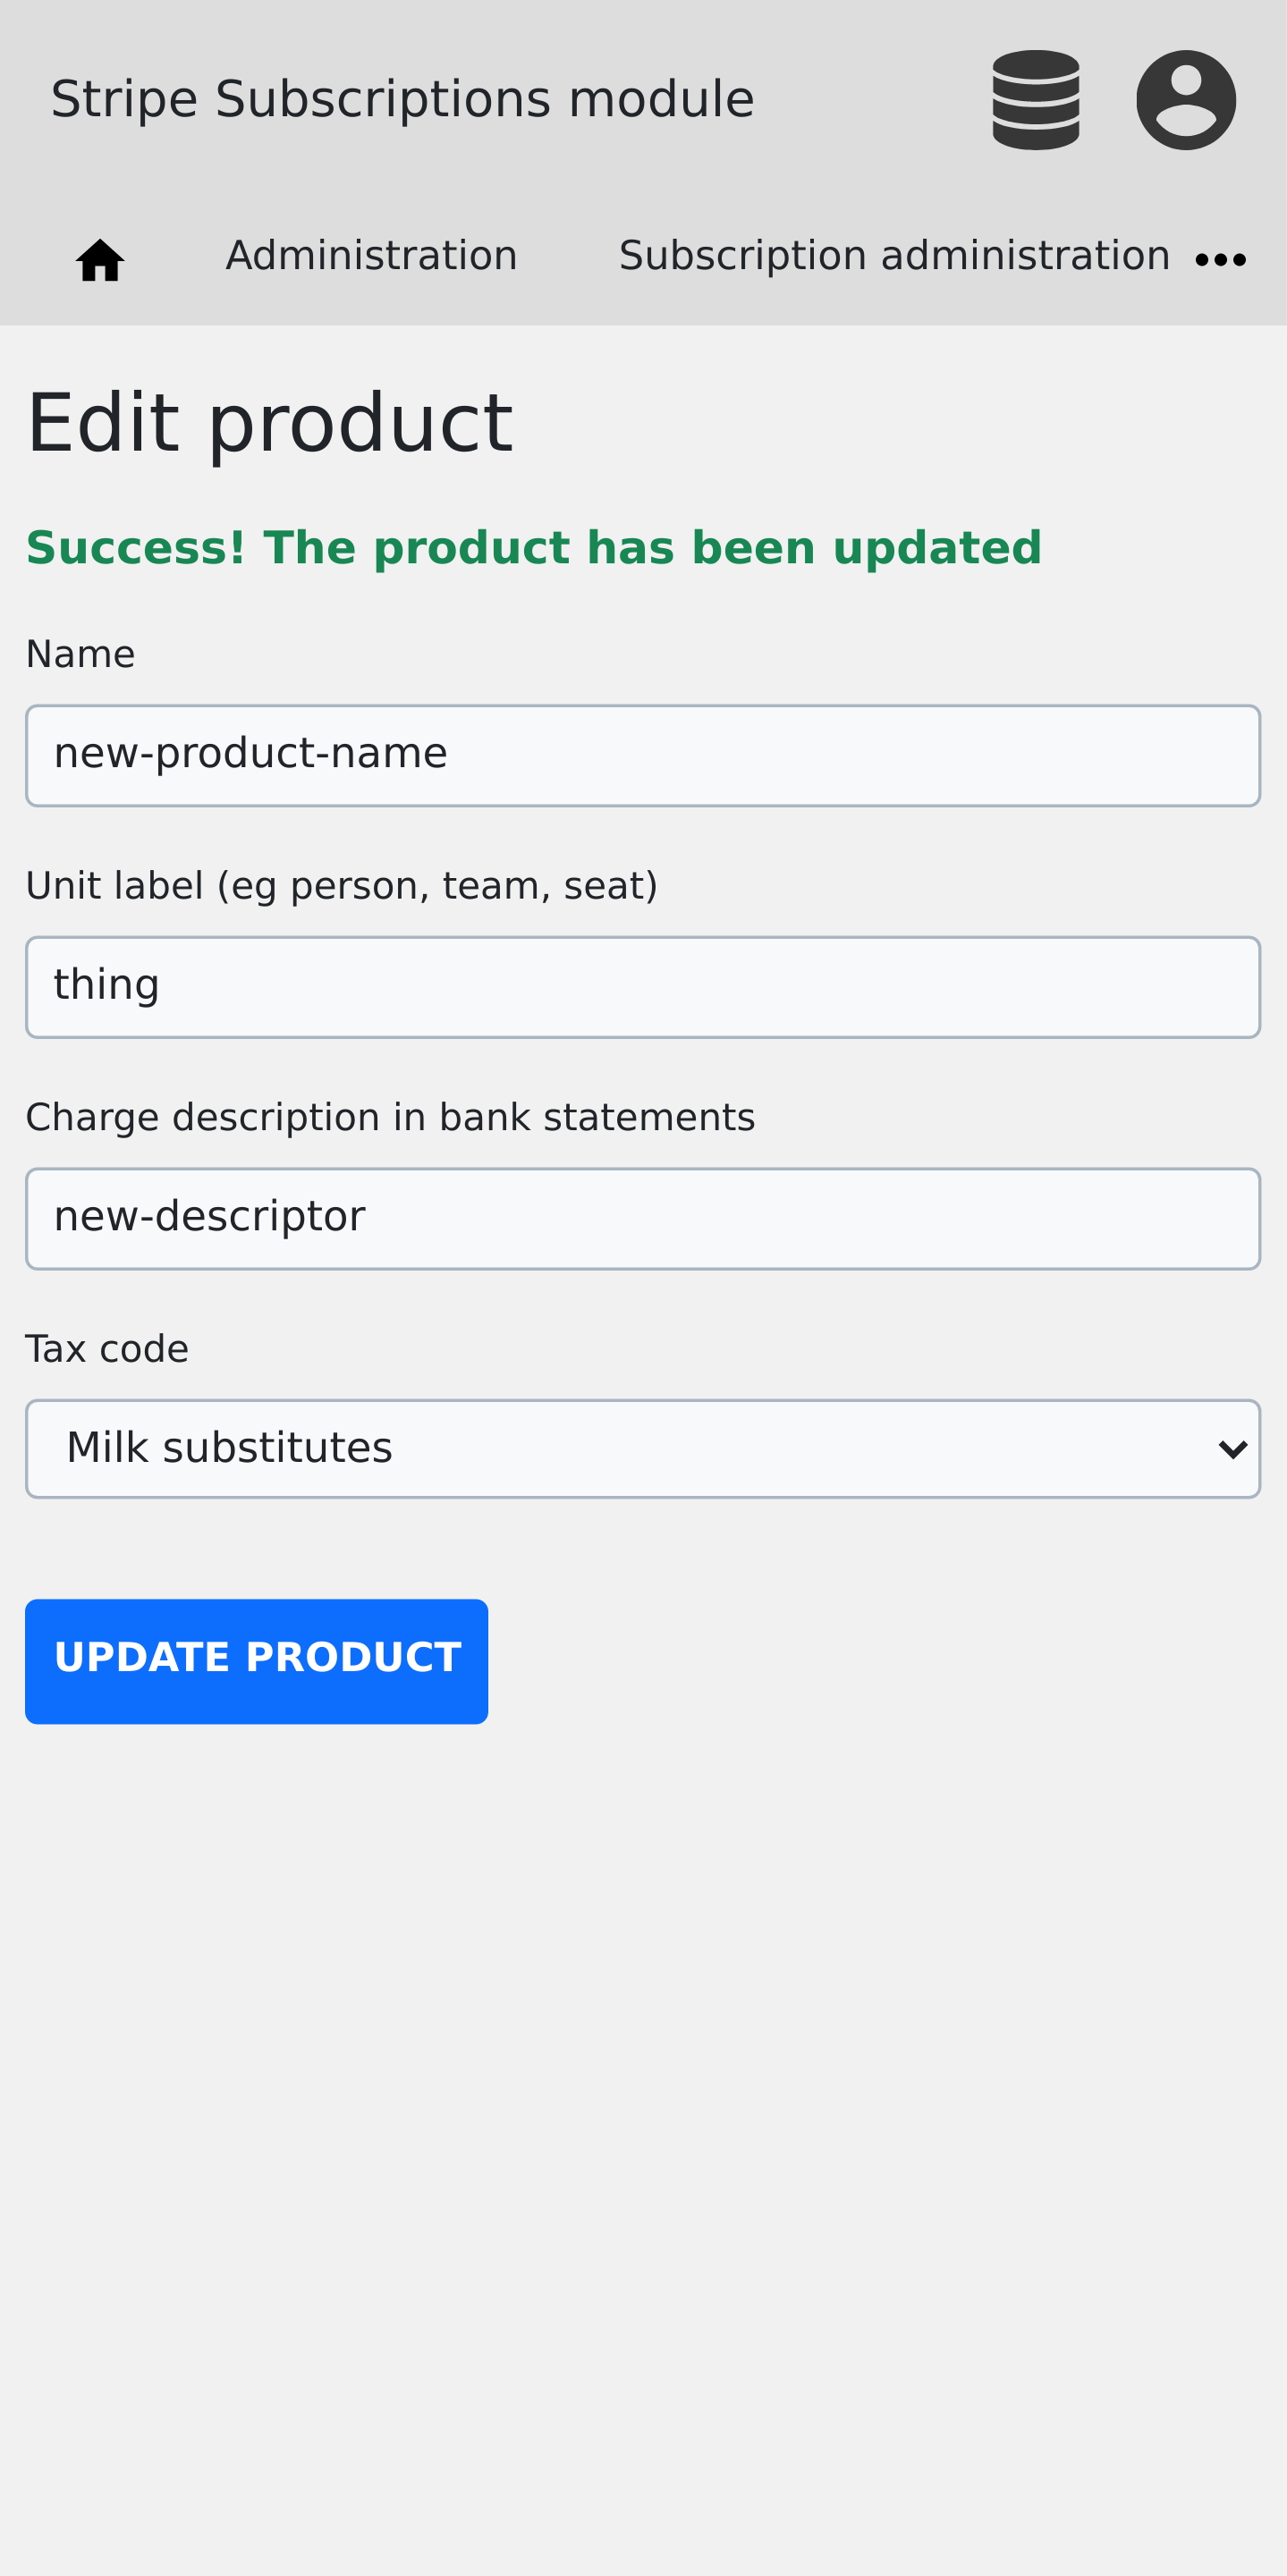 Stripe Subscriptions module
Administration Subscription administration
Edit product
Success! The product has been updated
Name
new-product-name
Unit label (eg person, team, seat)
thing
Charge description in bank statements
new-descriptor
Tax code
Milk substitutes
UPDATE PRODUCT